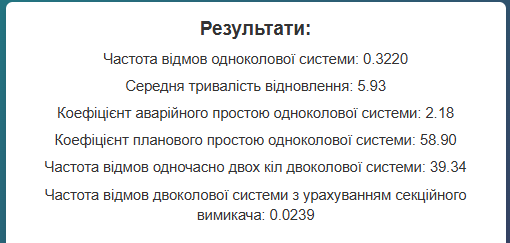 Результати:
Частота відмов одноколової системи: 0.3220
Середня тривалість відновлення: 5.93
Коефіцієнт аварійного простою одноколової системи: 2.18
Коефіцієнт планового простою одноколової системи: 58.90
Частота відмов одночасно двох кіл двоколової системи: 39.34
Частота відмов двоколової системи з урахуванням секційного
вимикача: 0.0239